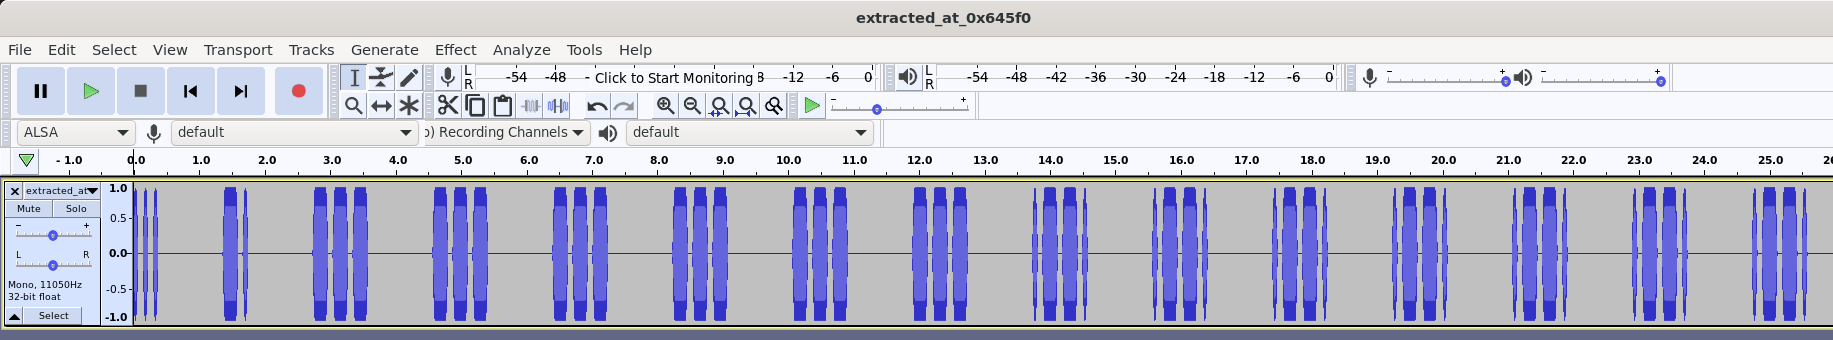 extracted_at_0x645f0
File Edit Select View Transport Tracks Generate Effect Analyze Tools Help
L R -54 -48 - Click to Start Monitoring -12 -6 0 L R -54 -48 -42 -36 -30 -24 -18 -12 -6 0 - + - +
- +
ALSA default ) Recording Channels default
- 1.0 0.0 1.0 2.0 3.0 4.0 5.0 6.0 7.0 8.0 9.0 10.0 11.0 12.0 13.0 14.0 15.0 16.0 17.0 18.0 19.0 20.0 21.0 22.0 23.0 24.0 25.0 26
extracted_at 1.0
Mute Solo
0.5
- +
L R 0.0
Mono, 11050Hz -0.5
32-bit float
Select -1.0